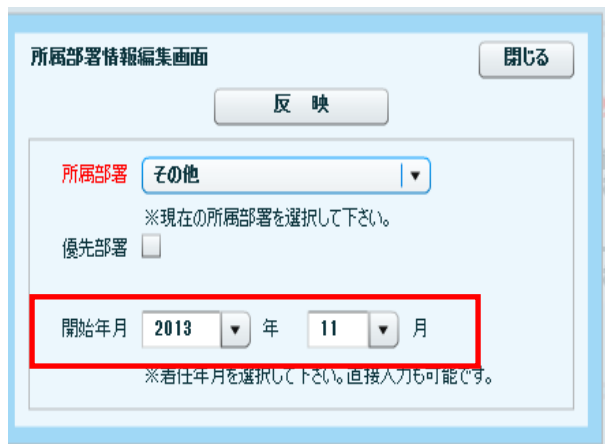 所属部署情報編集画面
閉じる
反　映
所属部署 その他
※現在の所属部署を選択して下さい。
優先部署
開始年月 2013 年 11 月
※着任年月を選択して下さい。直接入力も可能です。